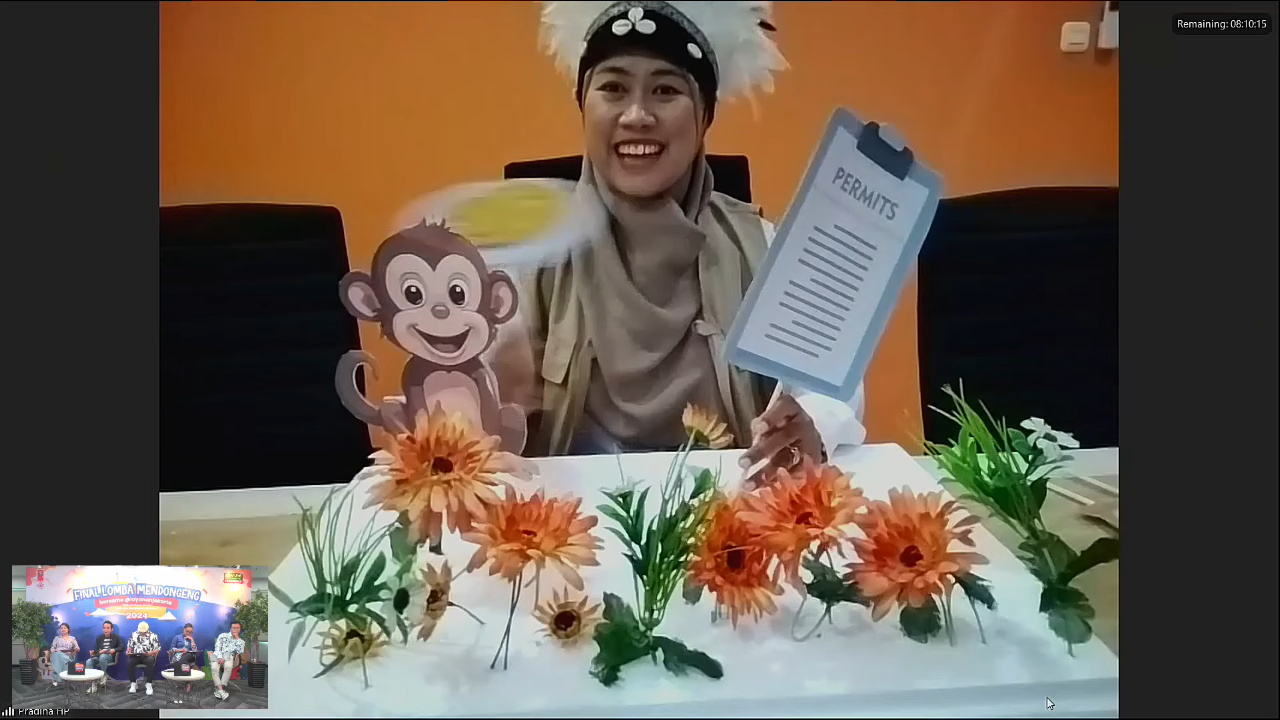 Remaining: 08:10:15
PERMITS
FINAL LOMBA MENDONGENG
2024
Pradina HP